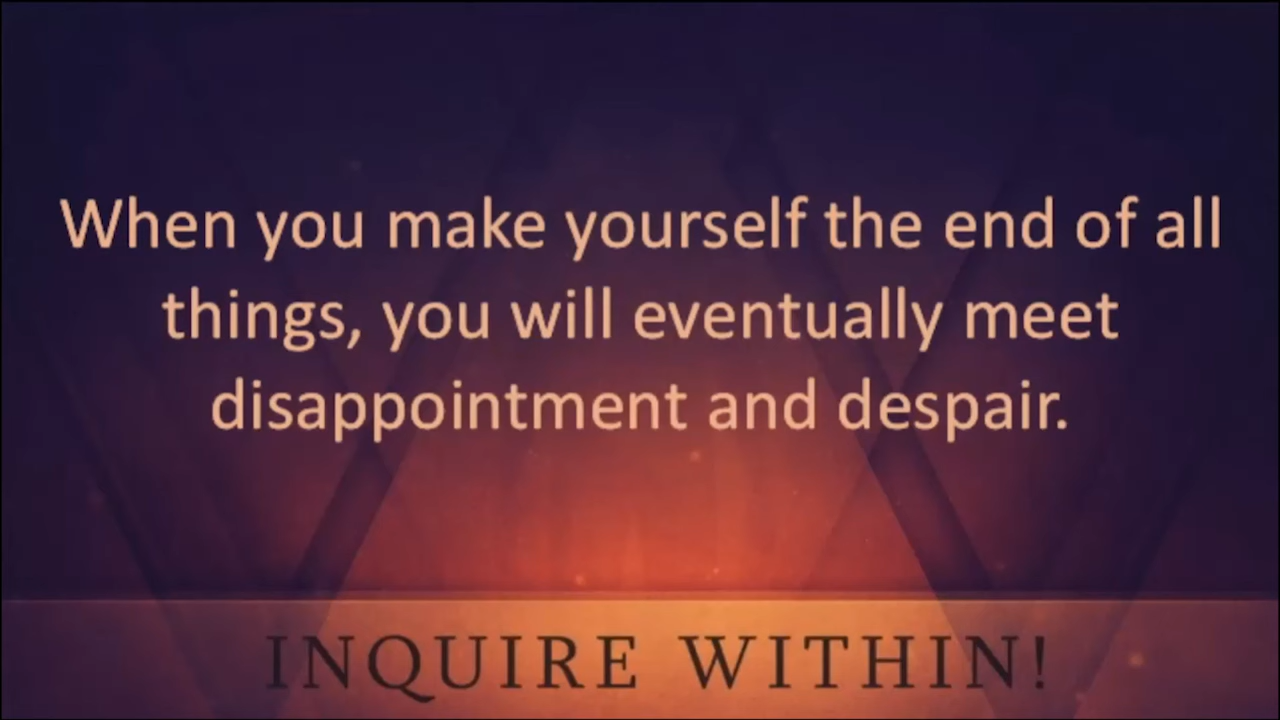 When you make yourself the end of all
things, you will eventually meet
disappointment and despair.
INQUIRE WITHIN!